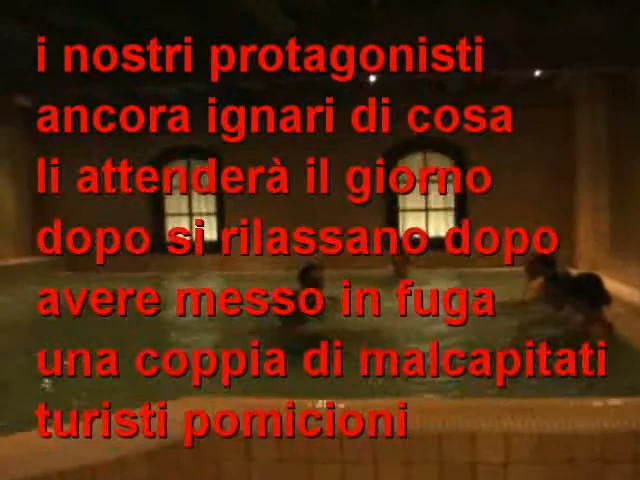 i nostri protagonisti
ancora ignari di cosa
li attenderà il giorno
dopo si rilassano dopo
avere messo in fuga
una coppia di malcapitati
turisti pomicioni